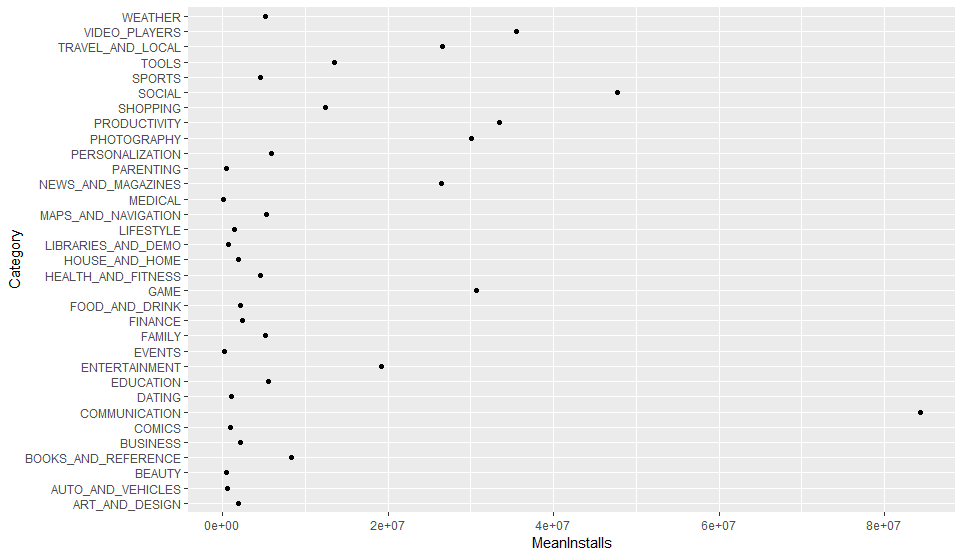 WEATHER
VIDEO_PLAYERS
TRAVEL_AND_LOCAL
TOOLS
SPORTS
SOCIAL
SHOPPING
PRODUCTIVITY
PHOTOGRAPHY
PERSONALIZATION
PARENTING
NEWS_AND_MAGAZINES
MEDICAL
MAPS_AND_NAVIGATION
LIFESTYLE
LIBRARIES_AND_DEMO
HOUSE_AND_HOME
HEALTH_AND_FITNESS
GAME
FOOD_AND_DRINK
FINANCE
FAMILY
EVENTS
ENTERTAINMENT
EDUCATION
DATING
COMMUNICATION
COMICS
BUSINESS
BOOKS_AND_REFERENCE
BEAUTY
AUTO_AND_VEHICLES
ART_AND_DESIGN
Category
0e+00 2e+07 4e+07 6e+07 8e+07
MeanInstalls